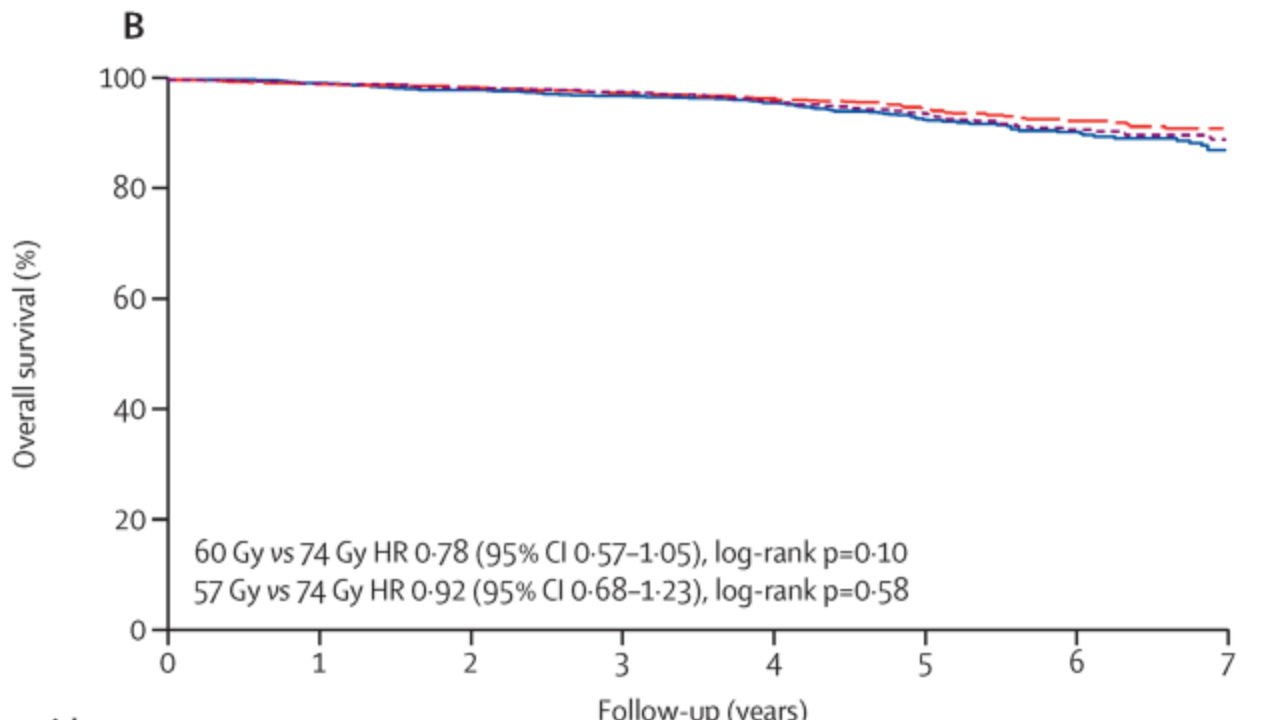 B
100
80
60
40
20
0
Overall survival (%)
60 Gy vs 74 Gy HR 0·78 (95% CI 0·57–1·05), log-rank p=0·10
57 Gy vs 74 Gy HR 0·92 (95% CI 0·68–1·23), log-rank p=0·58
0 1 2 3 4 5 6 7
Follow-up (years)